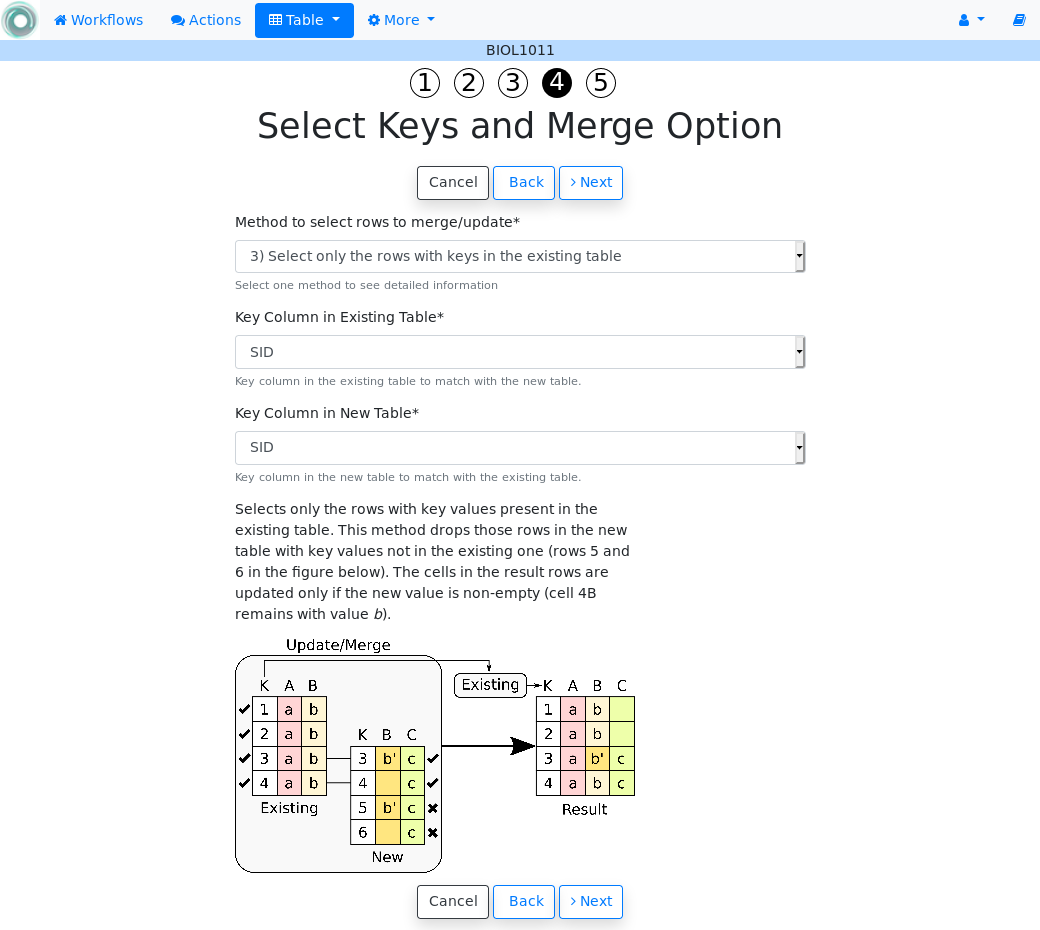 Workflows Actions Table More
BIOL1011
1 2 3 4 5
Select Keys and Merge Option
Cancel Back Next
Method to select rows to merge/update*
3) Select only the rows with keys in the existing table
Select one method to see detailed information
Key Column in Existing Table*
SID
Key column in the existing table to match with the new table.
Key Column in New Table*
SID
Key column in the new table to match with the existing table.
Selects only the rows with key values present in the
existing table. This method drops those rows in the new
table with key values not in the existing one (rows 5 and
6 in the figure below). The cells in the result rows are
updated only if the new value is non-empty (cell 4B
remains with value b).
Update/Merge
K A B
1 a b
2 a b
3 a b
4 a b
Existing
K B C
3 b' c
4 c
5 b' c
6 c
New
Existing
K A B C
1 a b
2 a b
3 a b' c
4 a b c
Result
Cancel Back Next